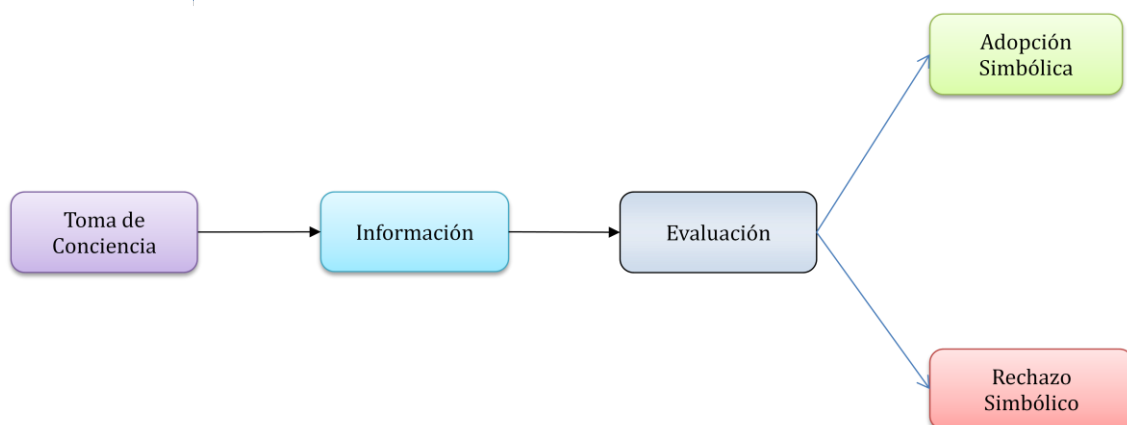 Adopción
Simbólica
Toma de
Conciencia
Información
Evaluación
Rechazo
Simbólico